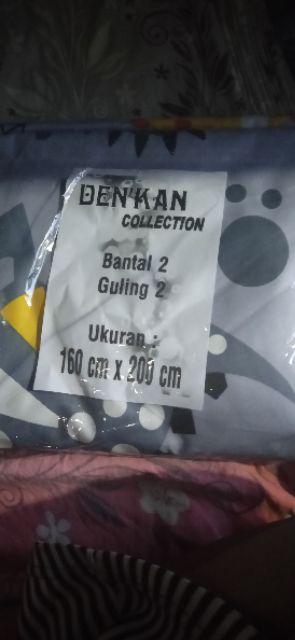 DENKAN
COLLECTION
Bantal 2
Guling 2
Ukuran :
160 cm x 200 cm